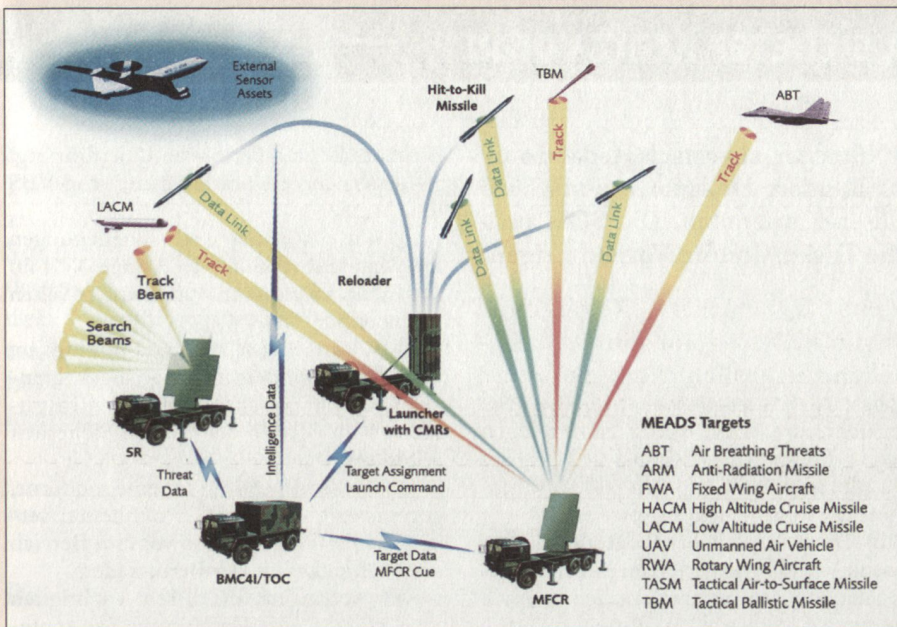 External
Sensor
Assets
TBM
Hit-to-Kill
Missile
ABT
Data Link
Track
Track
Data Link
Data Link
Data Link
LACM
Track
Track
Beam
Search
Beams
Reloader
Launcher
with CMRs
SR
Intelligence Data
Threat
Data
Target Assignment
Launch Command
BMC4I/TOC
Target Data
MFCR Cue
MFCR
MEADS Targets
ABT Air Breathing Threats
ARM Anti-Radiation Missile
FWA Fixed Wing Aircraft
HACM High Altitude Cruise Missile
LACM Low Altitude Cruise Missile
UAV Unmanned Air Vehicle
RWA Rotary Wing Aircraft
TASM Tactical Air-to-Surface Missile
TBM Tactical Ballistic Missile